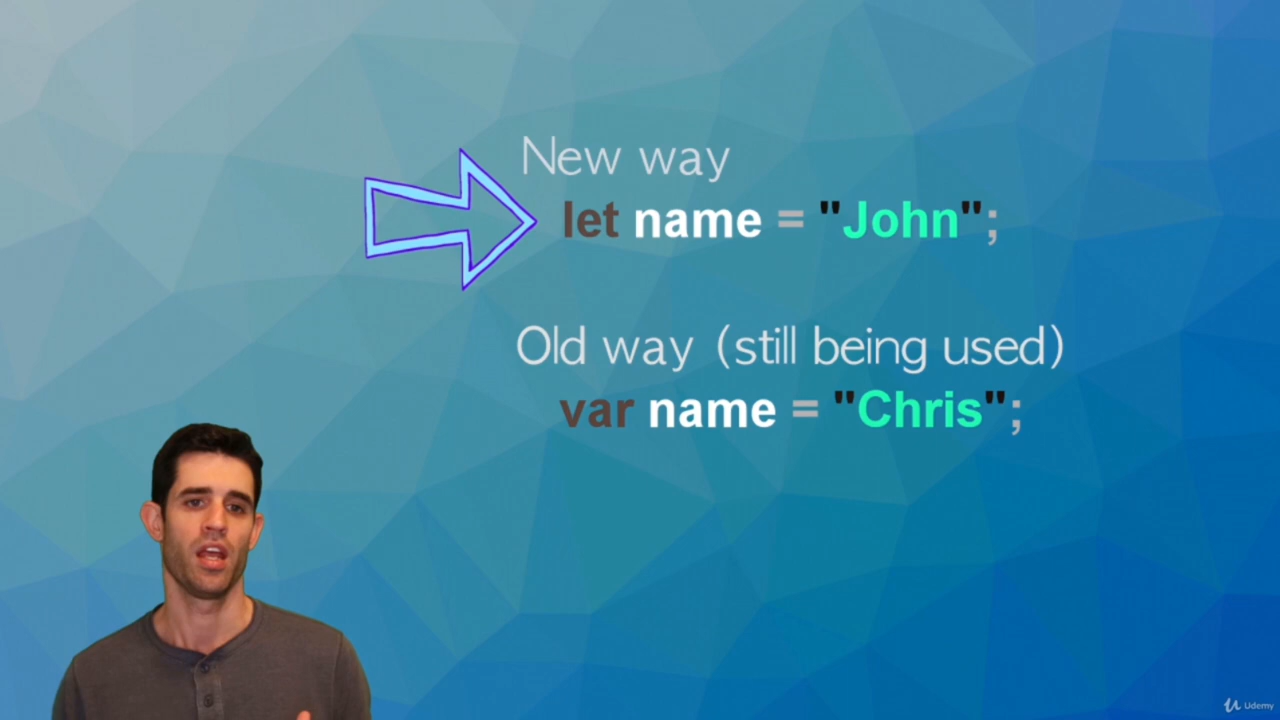 New way
let name = "John";
Old way (still being used)
var name = "Chris";
Udemy